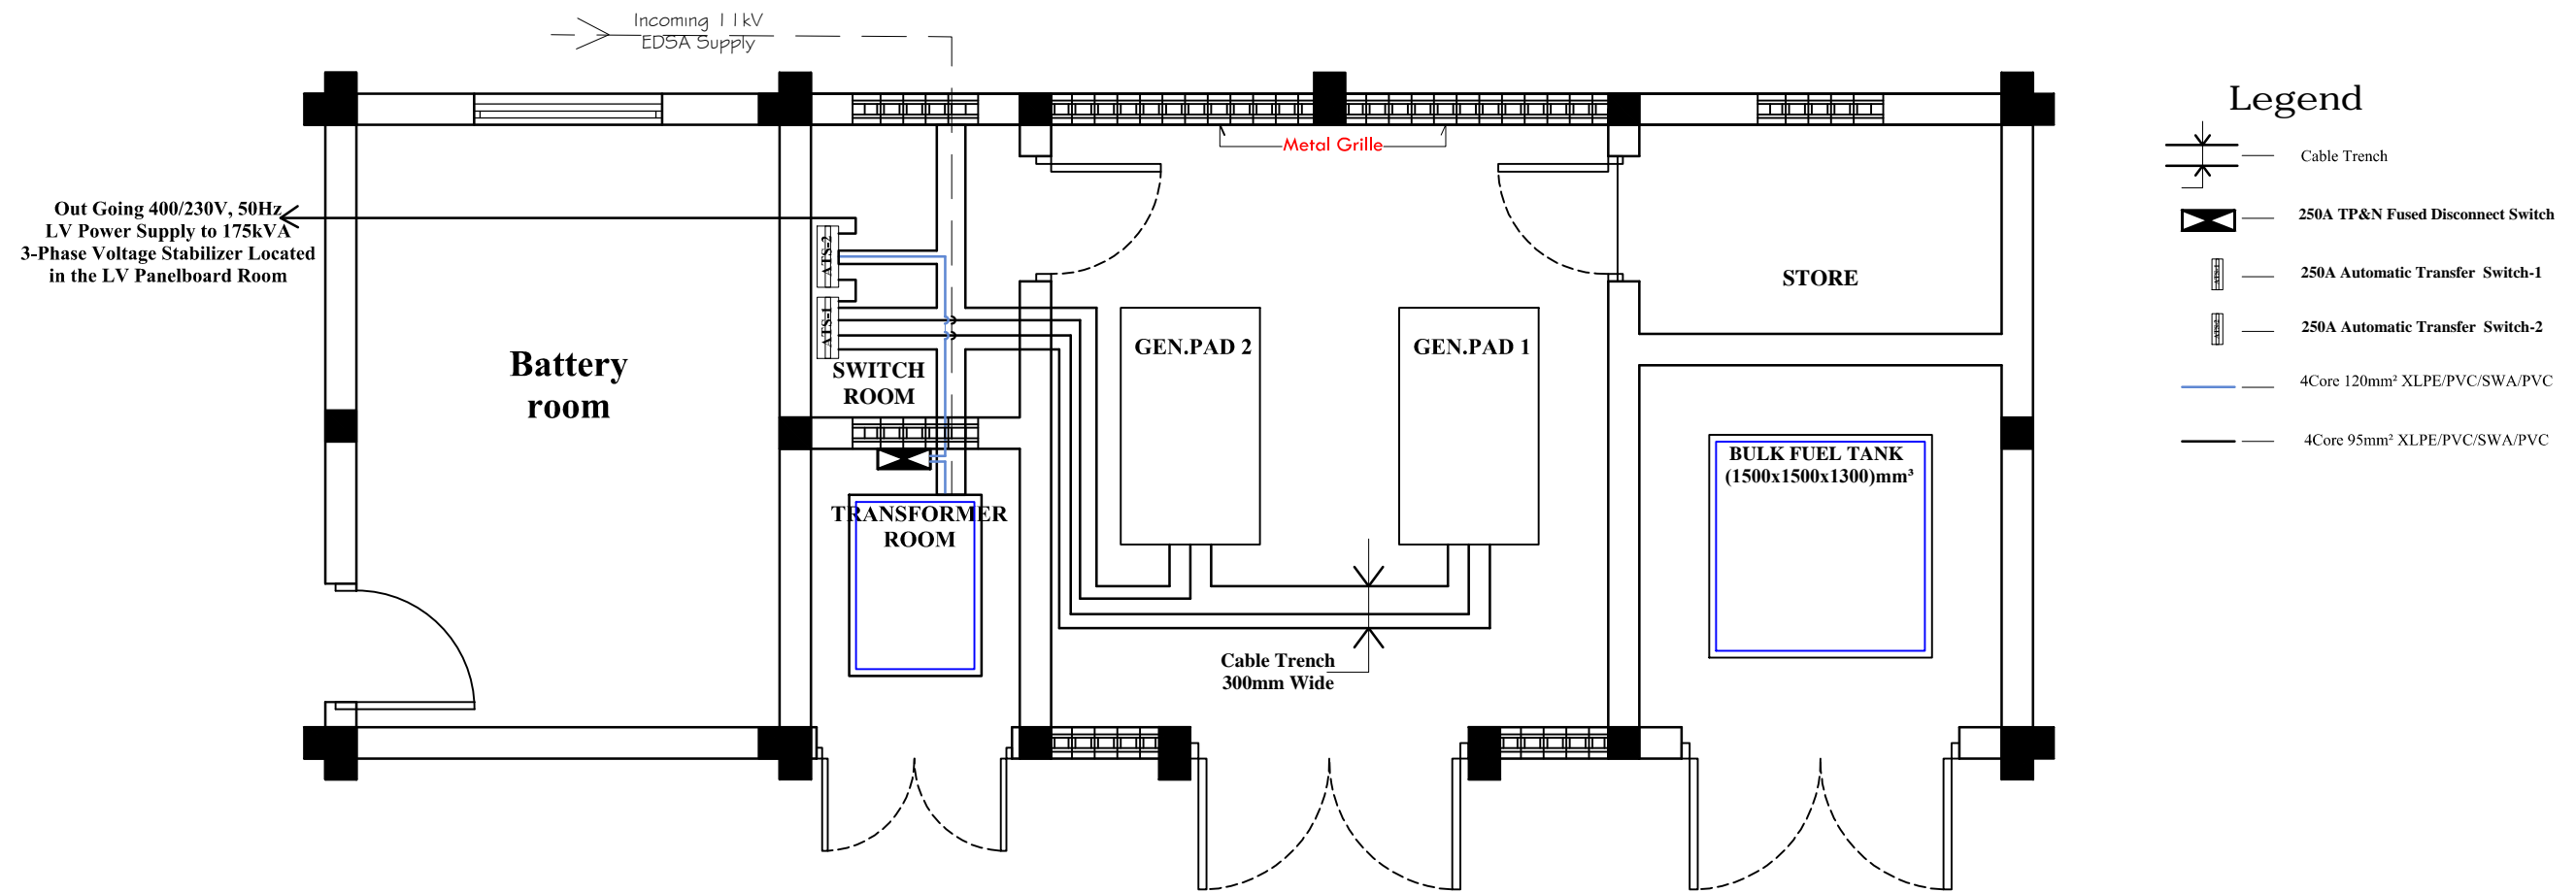 Incoming 11kV
EDSA Supply
Metal Grille
Out Going 400/230V, 50Hz
LV Power Supply to 175kVA
3-Phase Voltage Stabilizer Located
in the LV Panelboard Room
ATS-2
ATS-1
Battery
room
SWITCH
ROOM
TRANSFORMER
ROOM
GEN.PAD 2
GEN.PAD 1
STORE
BULK FUEL TANK
(1500x1500x1300)mm³
Cable Trench
300mm Wide
Legend
Cable Trench
250A TP&N Fused Disconnect Switch
250A Automatic Transfer Switch-1
250A Automatic Transfer Switch-2
4Core 120mm² XLPE/PVC/SWA/PVC
4Core 95mm² XLPE/PVC/SWA/PVC